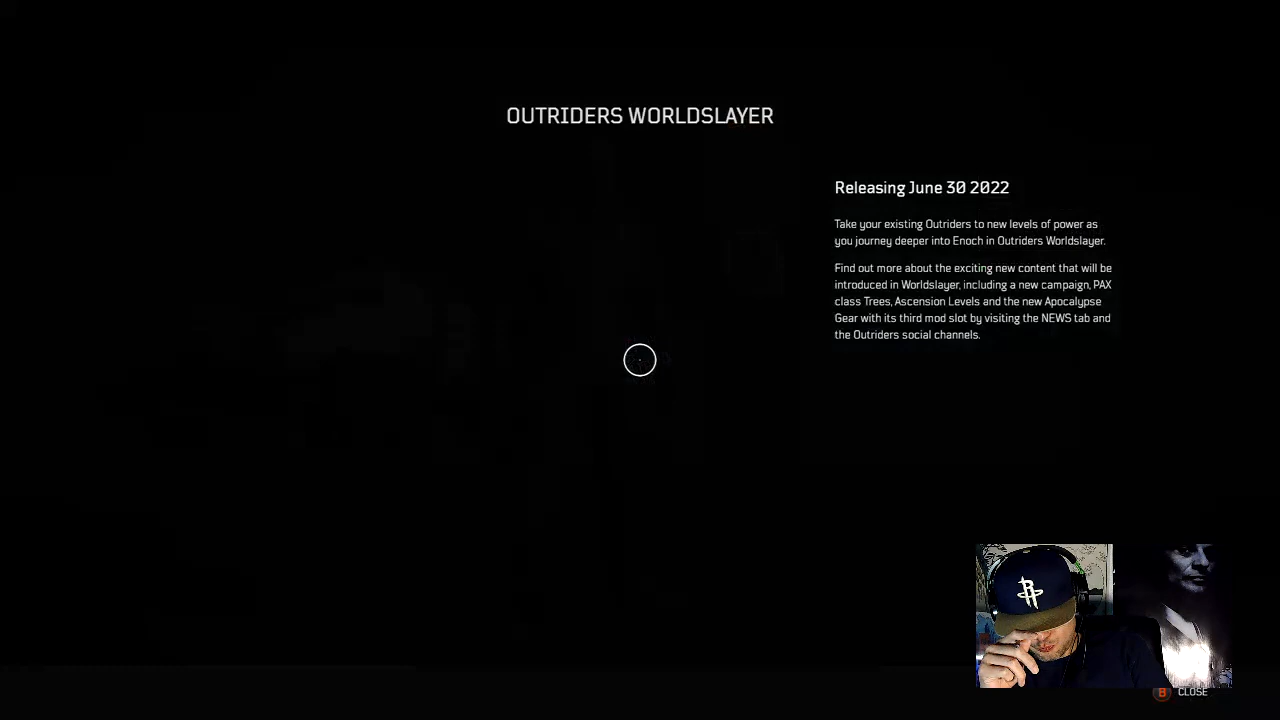 OUTRIDERS WORLDSLAYER
Releasing June 30 2022
Take your existing Outriders to new levels of power as
you journey deeper into Enoch in Outriders Worldslayer.
Find out more about the exciting new content that will be
introduced in Worldslayer, including a new campaign, PAX
class Trees, Ascension Levels and the new Apocalypse
Gear with its third mod slot by visiting the NEWS tab and
the Outriders social channels.
R
B CLOSE